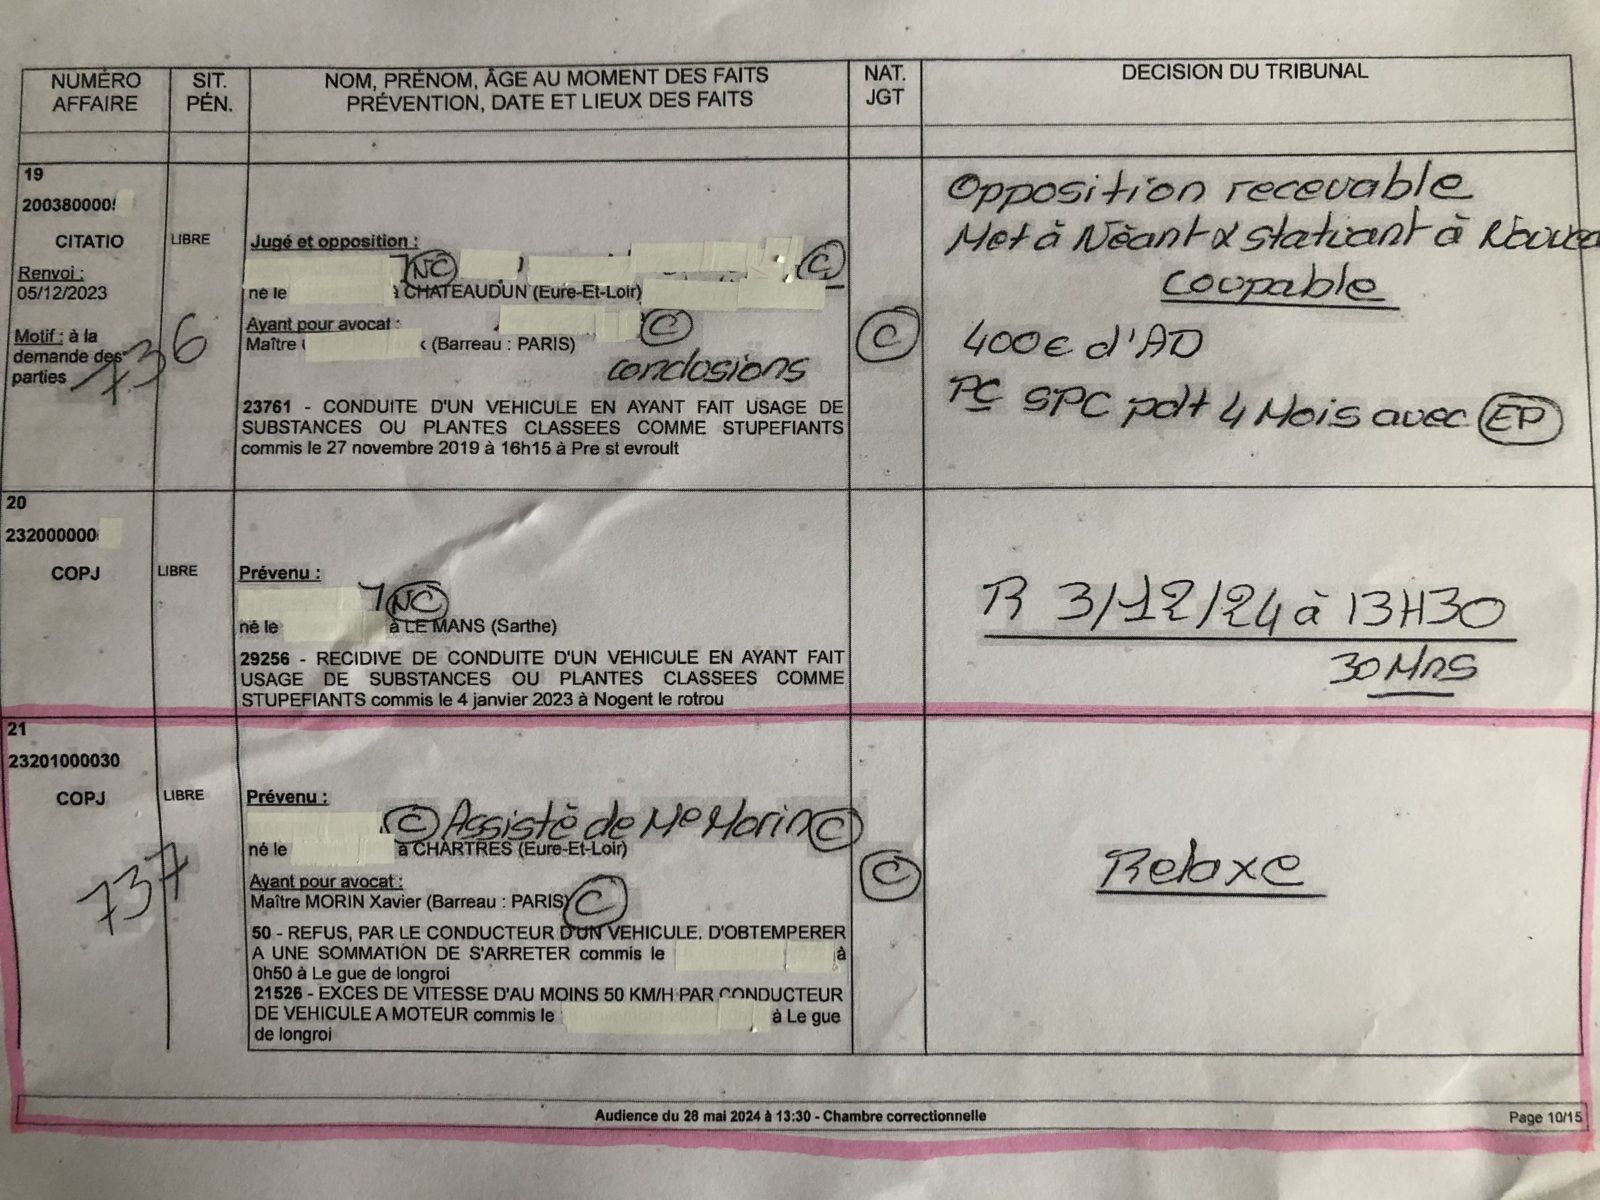 NUMÉRO AFFAIRE
SIT. PÉN.
NOM, PRÉNOM, ÂGE AU MOMENT DES FAITS
PRÉVENTION, DATE ET LIEUX DES FAITS
NAT. JGT
DECISION DU TRIBUNAL
19
200380000
CITATIO
LIBRE
Renvoi :
05/12/2023
Motif : à la
demande des
parties
736
Jugé et opposition :
NC
C
né le à CHATEAUDUN (Eure-Et-Loir)
Ayant pour avocat :
C
Maître (Barreau : PARIS)
conclusions
23761 - CONDUITE D'UN VEHICULE EN AYANT FAIT USAGE DE
SUBSTANCES OU PLANTES CLASSEES COMME STUPEFIANTS
commis le 27 novembre 2019 à 16h15 à Pre st evroult
C
Opposition recevable
Met à Néant & statuant à
coupable
400€ d'AD
PC SPC pdt 4 Mois avec EP
20
232000000
COPJ
LIBRE
Prévenu :
NC
né le à LE MANS (Sarthe)
29256 - RECIDIVE DE CONDUITE D'UN VEHICULE EN AYANT FAIT
USAGE DE SUBSTANCES OU PLANTES CLASSEES COMME
STUPEFIANTS commis le 4 janvier 2023 à Nogent le rotrou
R 3/12/24 à 13H30
30 Mns
21
23201000030
COPJ
LIBRE
737
Prévenu :
C Assisté de Me Morin C
né le à CHARTRES (Eure-Et-Loir)
Ayant pour avocat :
Maître MORIN Xavier (Barreau : PARIS) C
50 - REFUS, PAR LE CONDUCTEUR D'UN VEHICULE, D'OBTEMPERER
A UNE SOMMATION DE S'ARRETER commis le à
0h50 à Le gue de longroi
21526 - EXCES DE VITESSE D'AU MOINS 50 KM/H PAR CONDUCTEUR
DE VEHICULE A MOTEUR commis le à Le gue
de longroi
C
Relaxe
Audience du 28 mai 2024 à 13:30 - Chambre correctionnelle
Page 10/15